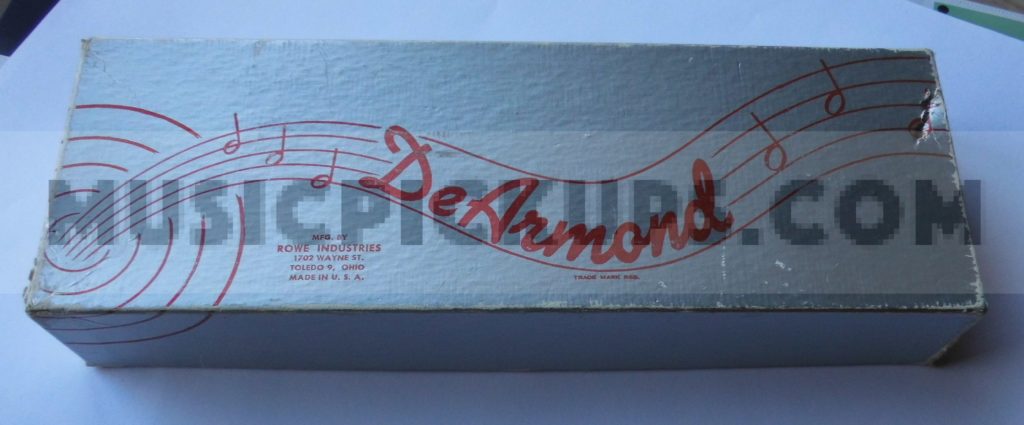 DeArmond
MFG. BY
ROWE INDUSTRIES
1702 WAYNE ST.
TOLEDO 9, OHIO
MADE IN U. S. A.
TRADE MARK REG.
MUSICPICKUPS.COM